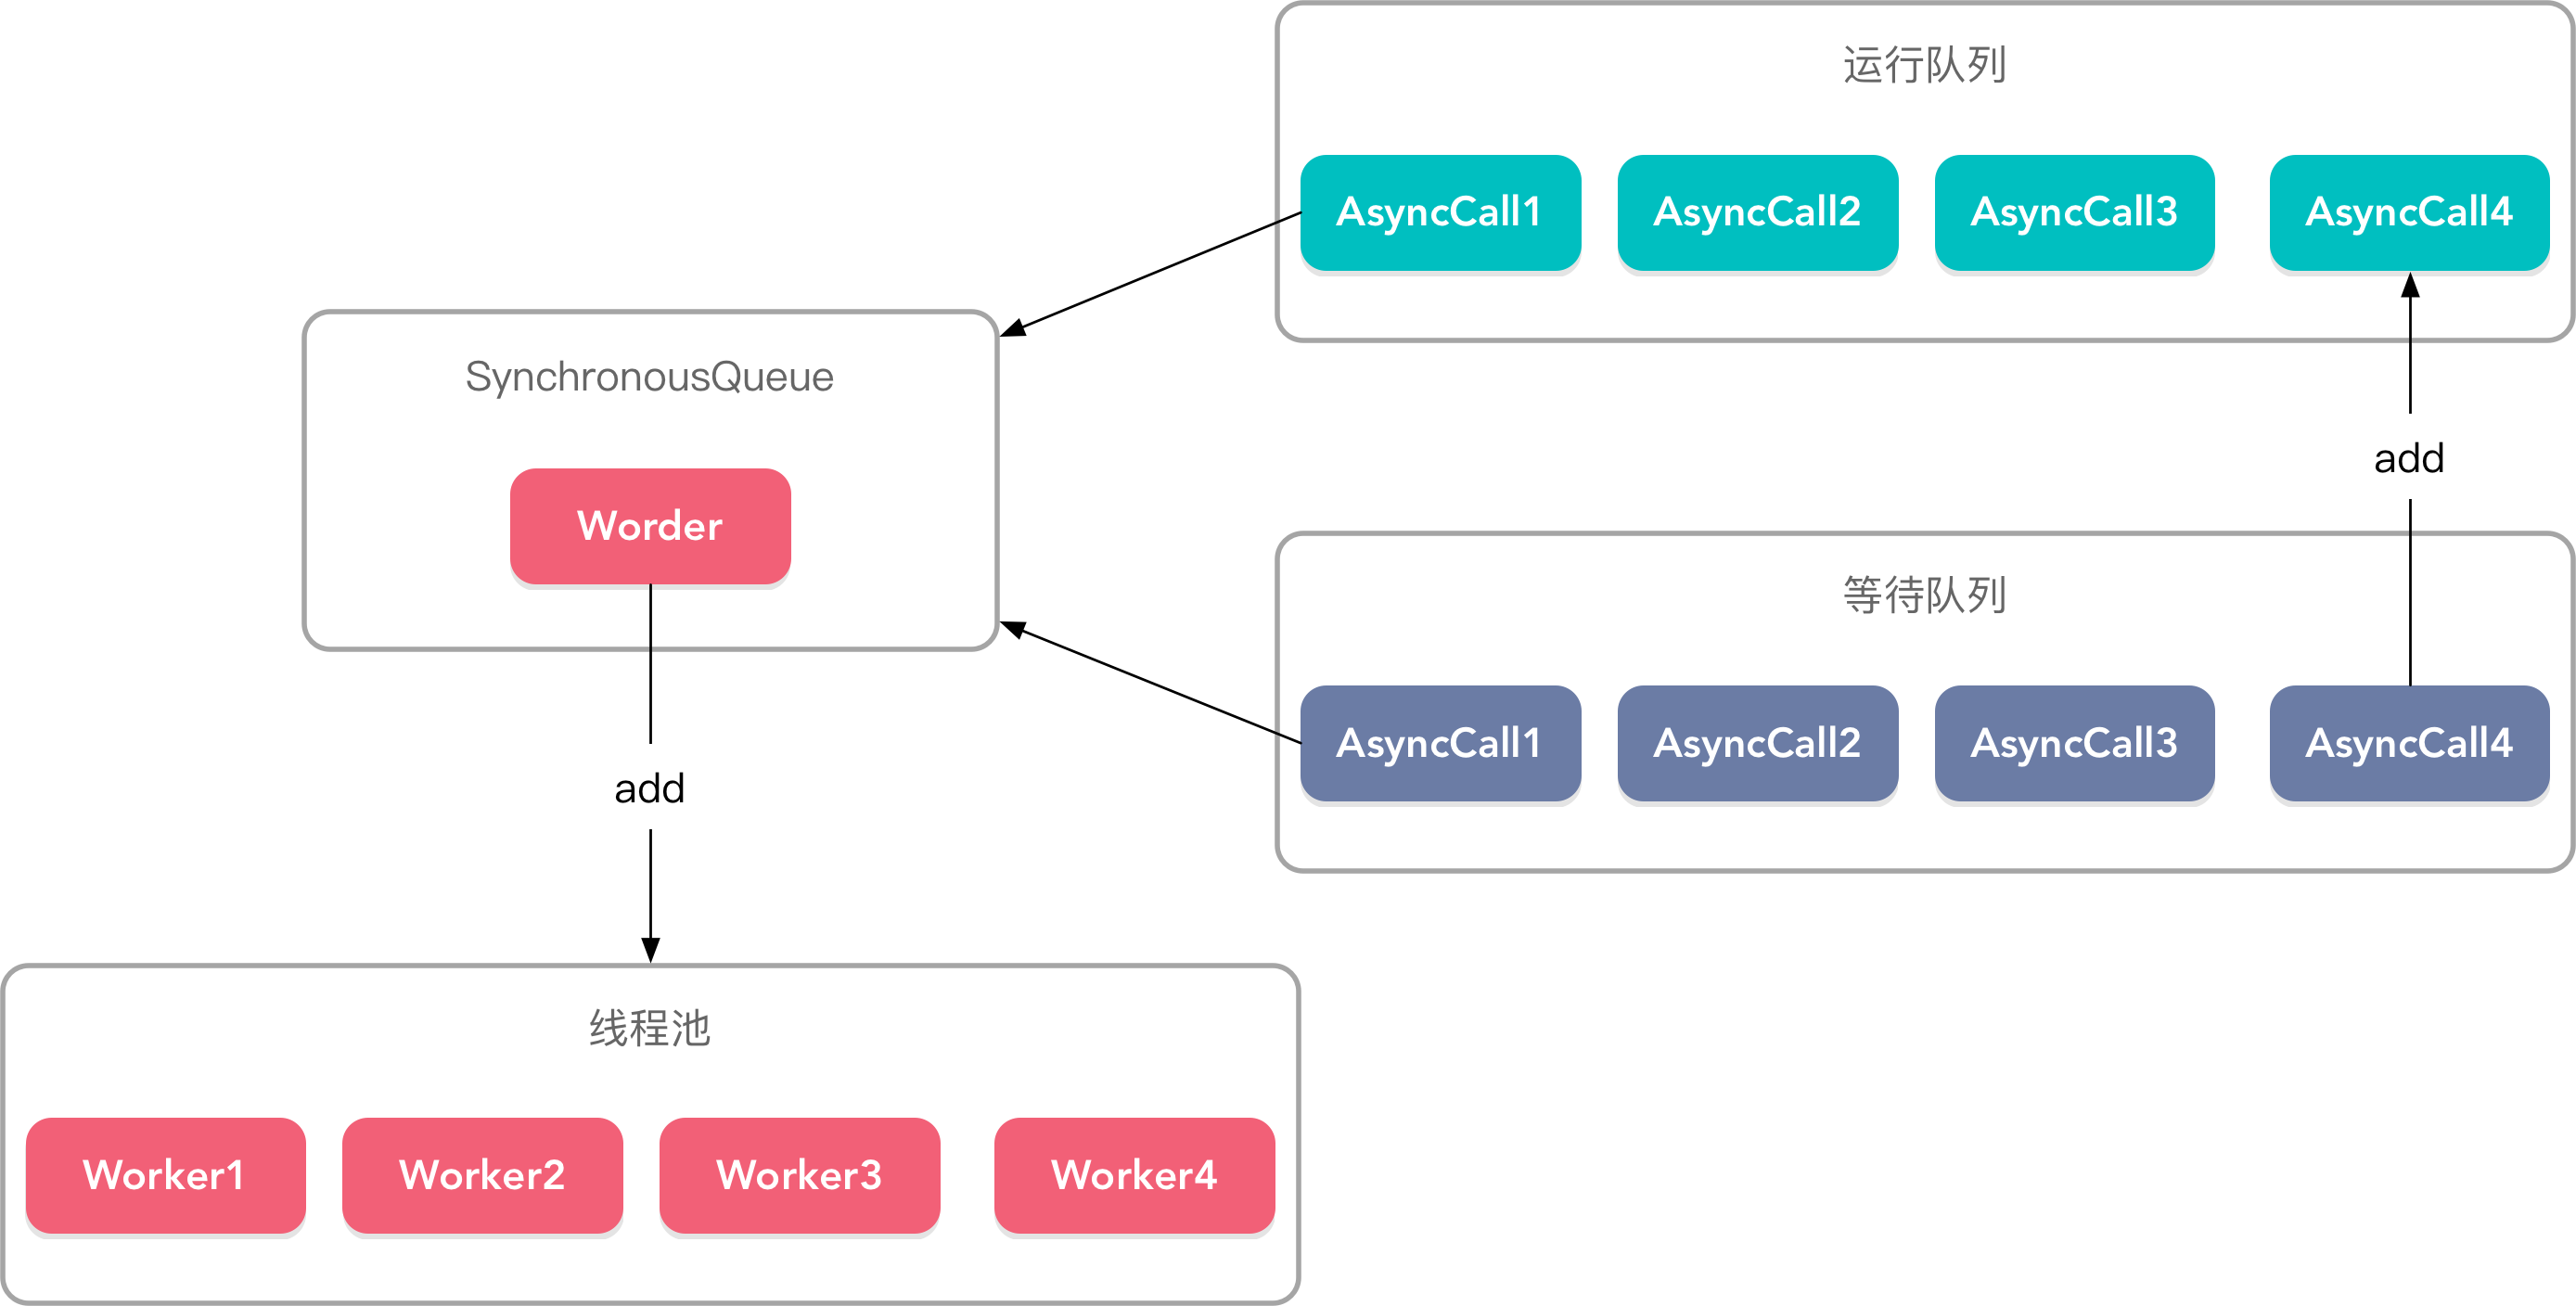 运行队列
AsyncCall1
AsyncCall2
AsyncCall3
AsyncCall4
SynchronousQueue
Worder
add
add
等待队列
AsyncCall1
AsyncCall2
AsyncCall3
AsyncCall4
线程池
Worker1
Worker2
Worker3
Worker4